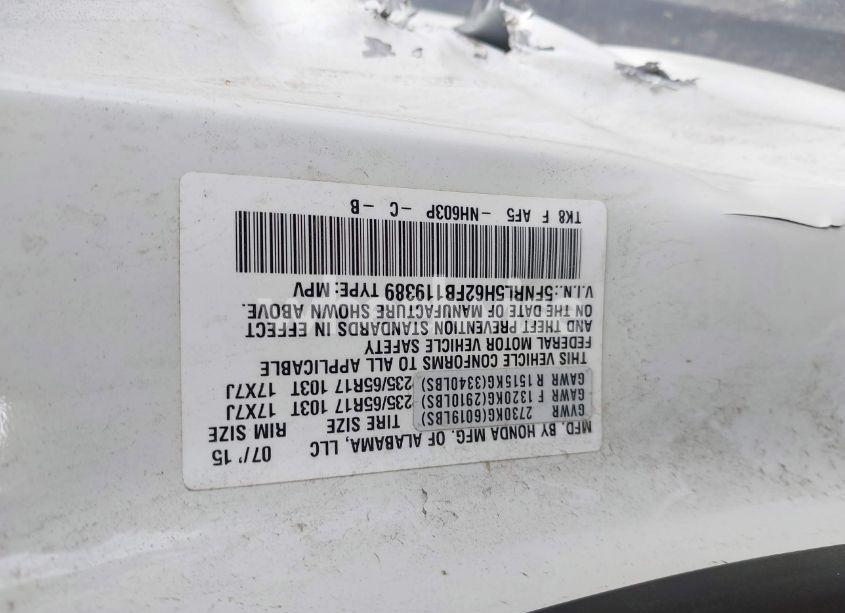 MFD. BY HONDA MFG. OF ALABAMA, LLC 07/'15
GVWR 2730KG(6019LBS) TIRE SIZE RIM SIZE
GAWR F 1320KG(2910LBS) 235/65R17 103T 17X7J
GAWR R 1515KG(3340LBS) 235/65R17 103T 17X7J
THIS VEHICLE CONFORMS TO ALL APPLICABLE
FEDERAL MOTOR VEHICLE SAFETY
AND THEFT PREVENTION STANDARDS IN EFFECT
ON THE DATE OF MANUFACTURE SHOWN ABOVE.
V.I.N.:5FNRL5H62FB119389 TYPE: MPV
TK8 F AF5 -NH603P -C -B